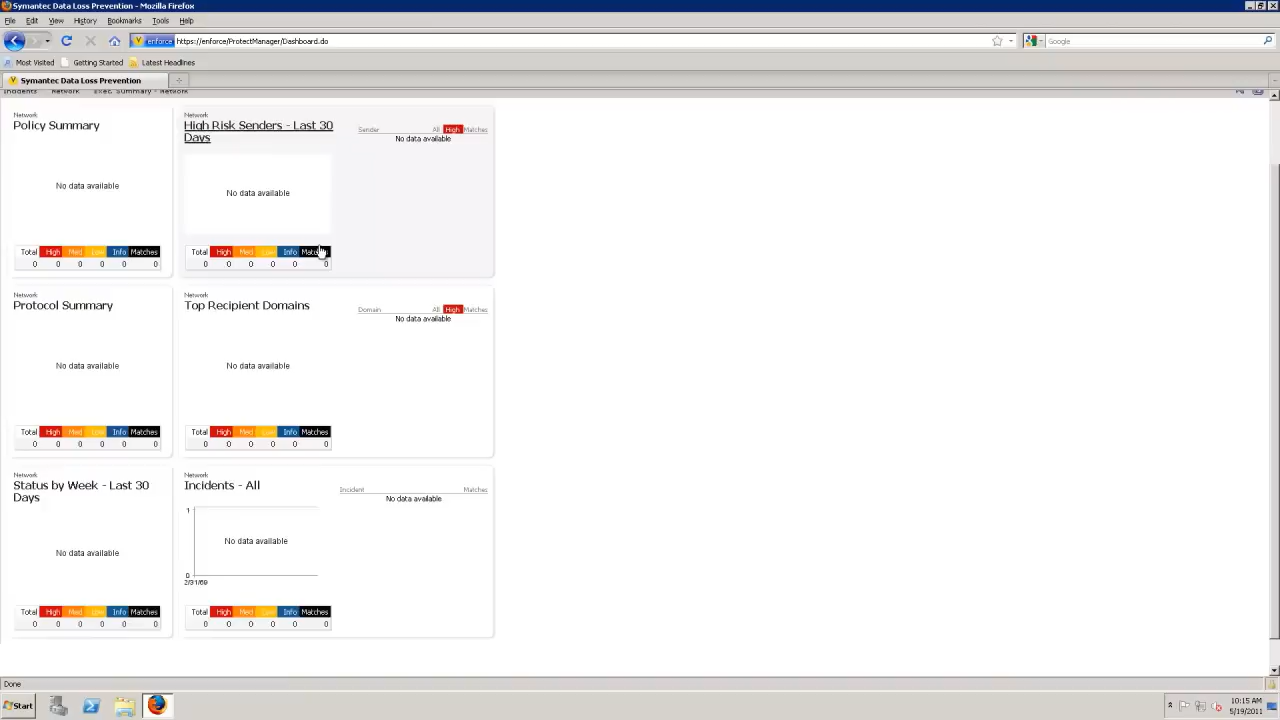 Symantec Data Loss Prevention - Mozilla Firefox
File Edit View History Bookmarks Tools Help
enforce https://enforce/ProtectManager/Dashboard.do
Google
Most Visited Getting Started Latest Headlines
Symantec Data Loss Prevention
Incidents Network Exec. Summary - Network
Network
Policy Summary
No data available
Total High Med Low Info Matches
0 0 0 0 0 0
Network
High Risk Senders - Last 30
Days
No data available
Total High Med Low Info Matches
0 0 0 0 0 0
Sender All High Matches
No data available
Network
Protocol Summary
No data available
Total High Med Low Info Matches
0 0 0 0 0 0
Network
Top Recipient Domains
No data available
Total High Med Low Info Matches
0 0 0 0 0 0
Domain All High Matches
No data available
Network
Status by Week - Last 30
Days
No data available
Total High Med Low Info Matches
0 0 0 0 0 0
Network
Incidents - All
1
No data available
0
2/31/69
Total High Med Low Info Matches
0 0 0 0 0 0
Incident Matches
No data available
Done
Start
10:15 AM
5/19/2011